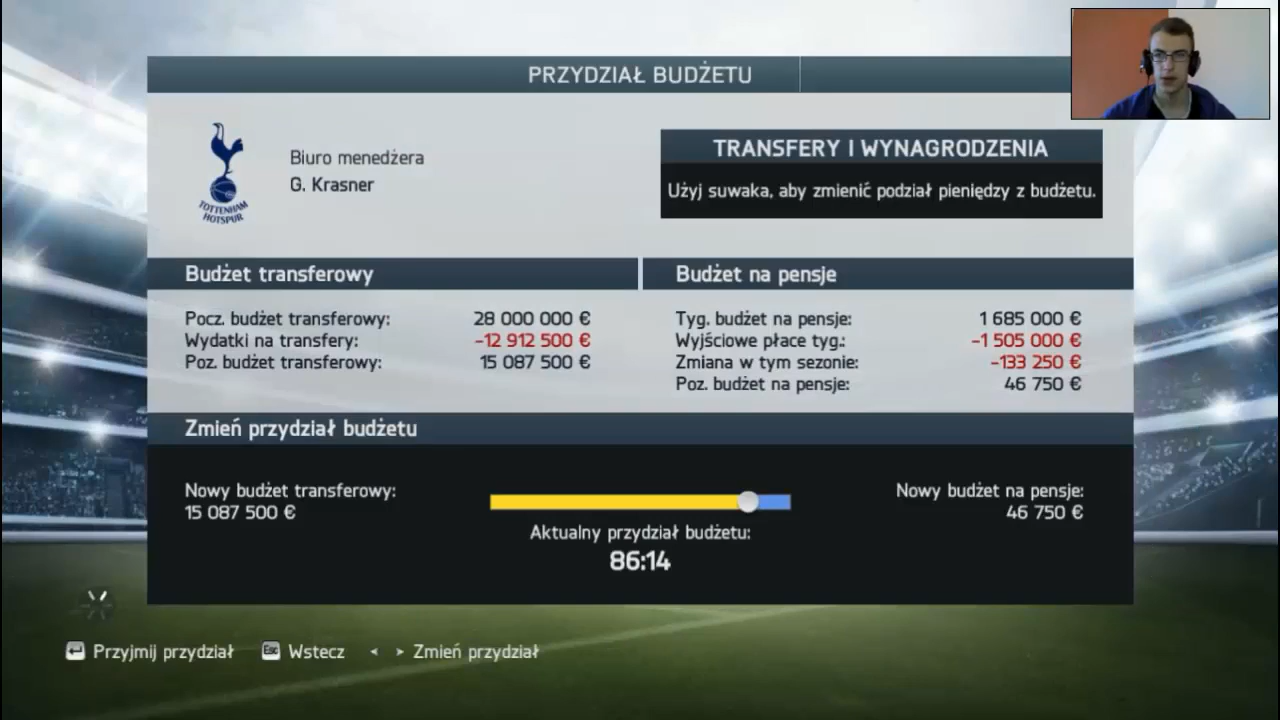 PRZYDZIAŁ BUDŻETU
TOTTENHAM
HOTSPUR
Biuro menedżera
G. Krasner
TRANSFERY I WYNAGRODZENIA
Użyj suwaka, aby zmienić podział pieniędzy z budżetu.
Budżet transferowy
Pocz. budżet transferowy: 28 000 000 €
Wydatki na transfery: -12 912 500 €
Poz. budżet transferowy: 15 087 500 €
Budżet na pensje
Tyg. budżet na pensje: 1 685 000 €
Wyjściowe płace tyg.: -1 505 000 €
Zmiana w tym sezonie: -133 250 €
Poz. budżet na pensje: 46 750 €
Zmień przydział budżetu
Nowy budżet transferowy:
15 087 500 €
Aktualny przydział budżetu:
86:14
Nowy budżet na pensje:
46 750 €
Przyjmij przydział Esc Wstecz Zmień przydział